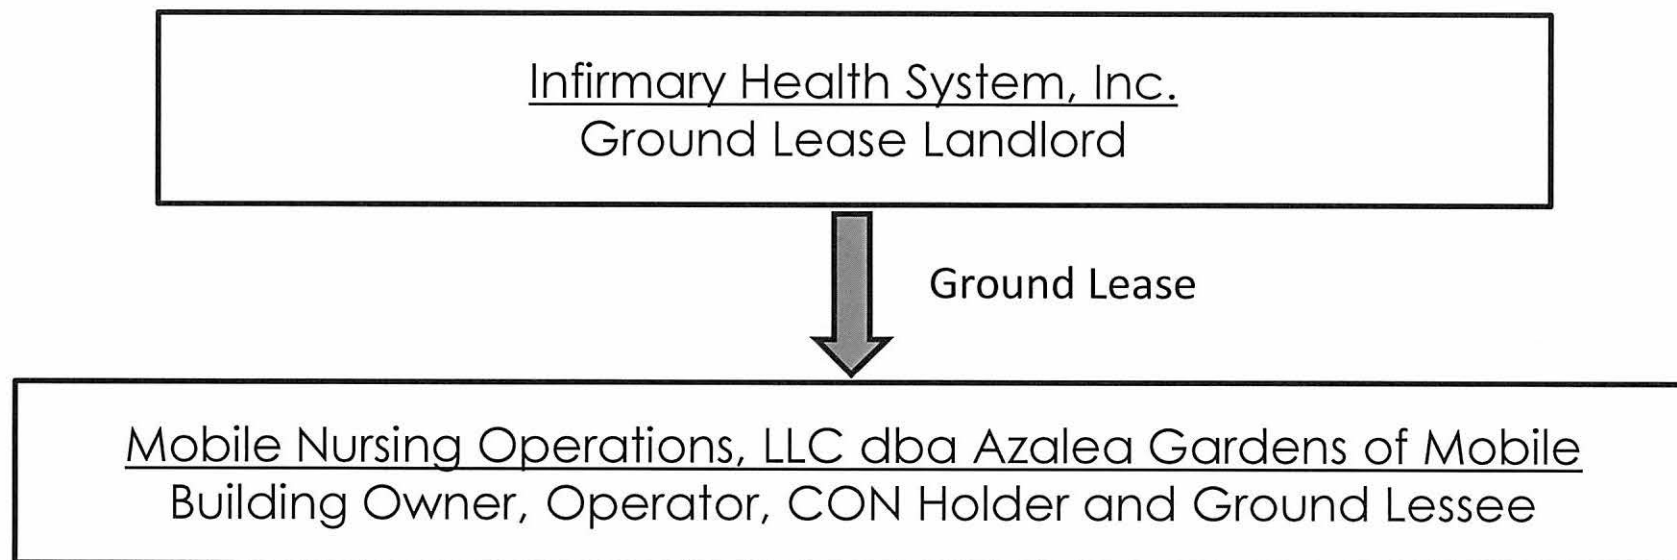 Infirmary Health System, Inc.
Ground Lease Landlord
Ground Lease
Mobile Nursing Operations, LLC dba Azalea Gardens of Mobile
Building Owner, Operator, CON Holder and Ground Lessee